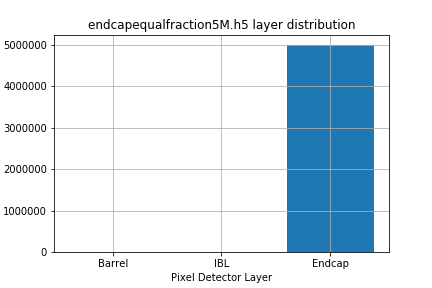 endcapequalfraction5M.h5 layer distribution
5000000
4000000
3000000
2000000
1000000
0
Barrel IBL Endcap
Pixel Detector Layer